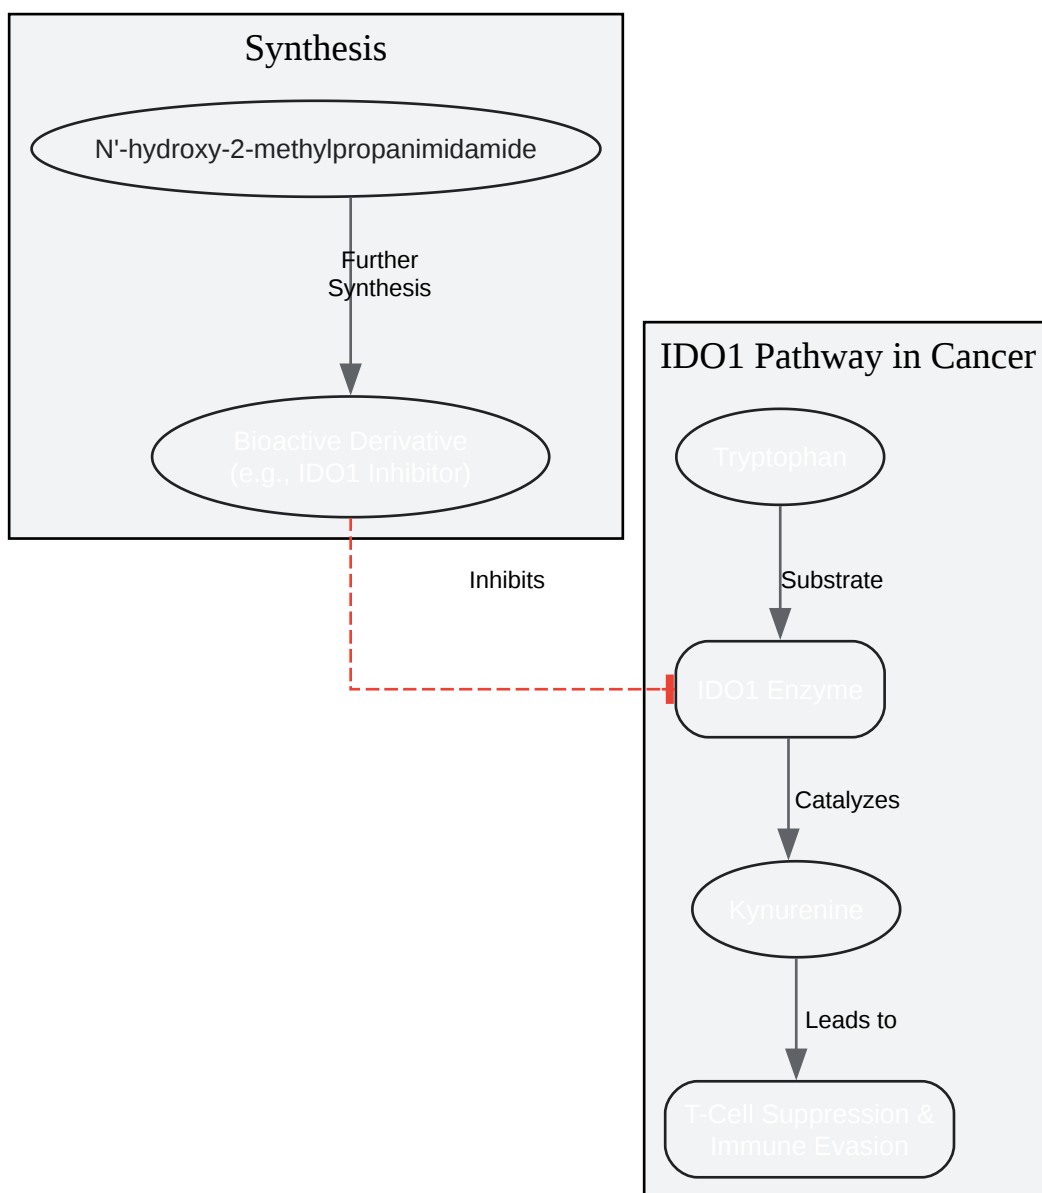 Synthesis
N'-hydroxy-2-methylpropanimidamide
Further
Synthesis
Bioactive Derivative
(e.g., IDO1 Inhibitor)
Inhibits
IDO1 Pathway in Cancer
Tryptophan
Substrate
IDO1 Enzyme
Catalyzes
Kynurenine
Leads to
T-Cell Suppression &
Immune Evasion